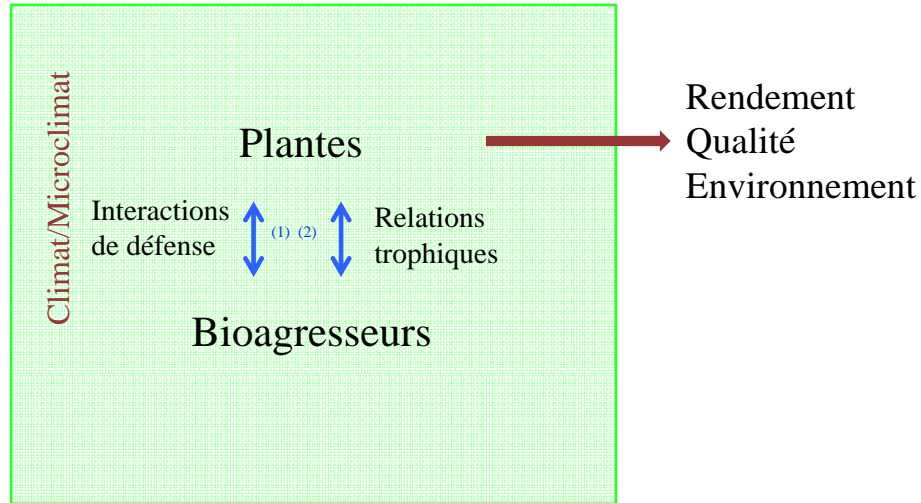 Climat/Microclimat
Plantes
Interactions
de défense
(1) (2)
Relations
trophiques
Bioagresseurs
Rendement
Qualité
Environnement